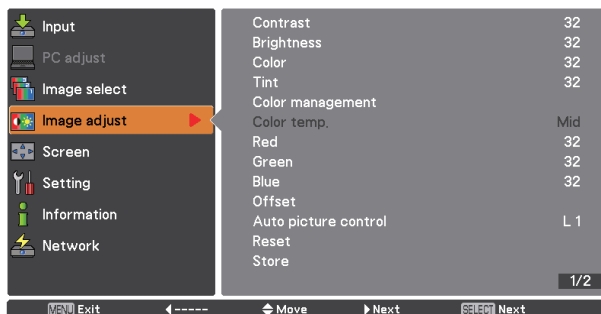 Input
PC adjust
Image select
Image adjust
Screen
Setting
Information
Network
Contrast 32
Brightness 32
Color 32
Tint 32
Color management
Color temp. Mid
Red 32
Green 32
Blue 32
Offset
Auto picture control L 1
Reset
Store
1/2
MENU Exit ◀----- ◆Move ▶Next SELECT Next